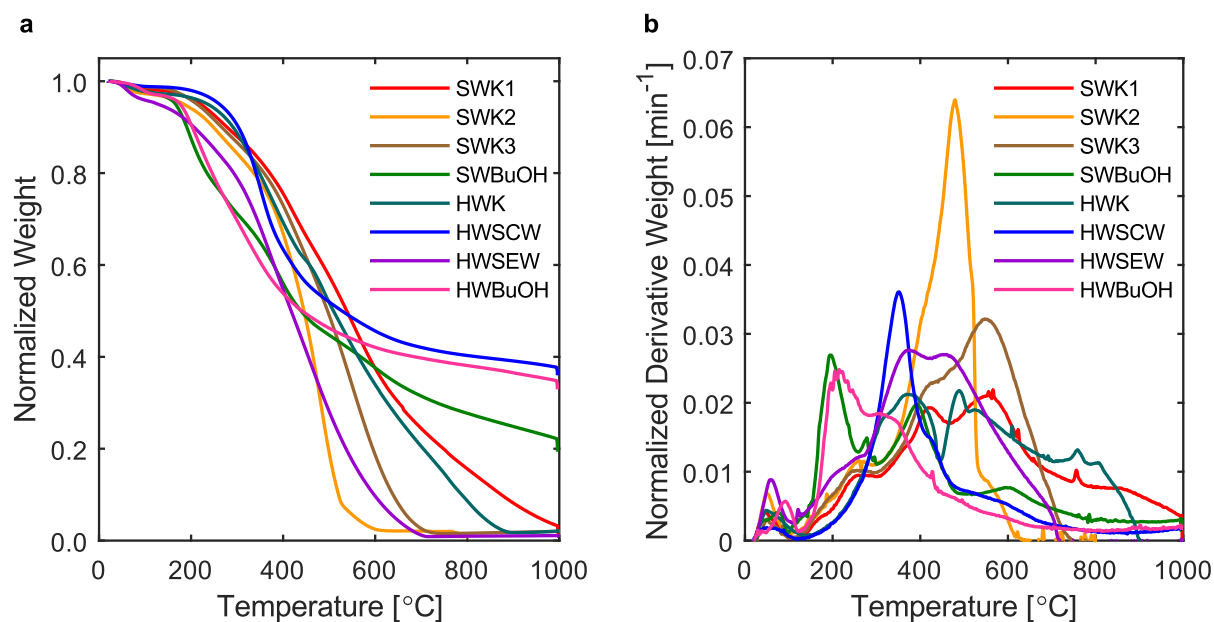 a
Normalized Weight
1.0
0.8
0.6
0.4
0.2
0.0
0 200 400 600 800 1000
Temperature [°C]
SWK1
SWK2
SWK3
SWBuOH
HWK
HWSCW
HWSEW
HWBuOH
b
Normalized Derivative Weight [min⁻¹]
0.07
0.06
0.05
0.04
0.03
0.02
0.01
0
0 200 400 600 800 1000
Temperature [°C]
SWK1
SWK2
SWK3
SWBuOH
HWK
HWSCW
HWSEW
HWBuOH